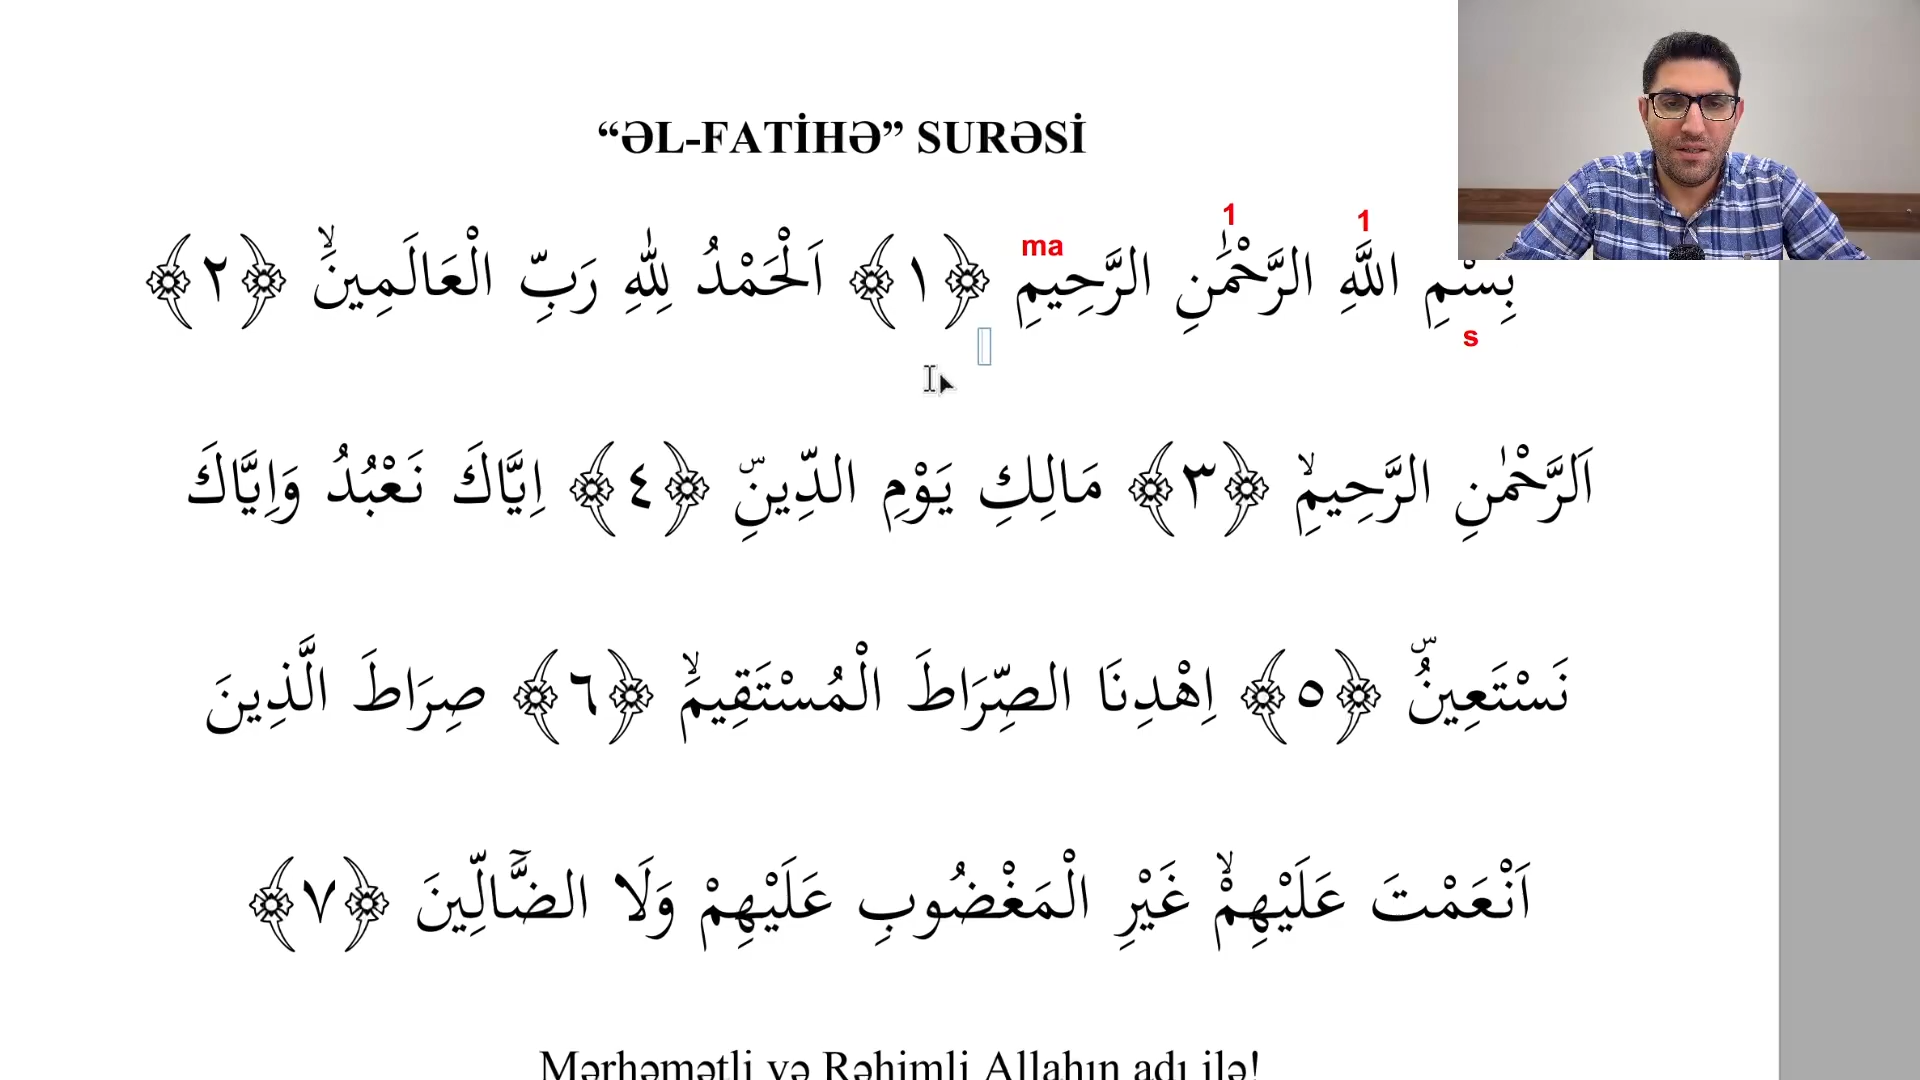 “ƏL-FATİHƏ” SURƏSİ
1 1 ma
بِسْمِ اللَّهِ الرَّحْمٰنِ الرَّحِيمِ ﴿١﴾ اَلْحَمْدُ لِلّٰهِ رَبِّ الْعَالَمِينَۙ ﴿٢﴾
s
اَلرَّحْمٰنِ الرَّحِيمِۙ ﴿٣﴾ مَالِكِ يَوْمِ الدِّينِۜ ﴿٤﴾ اِيَّاكَ نَعْبُدُ وَاِيَّاكَ
نَسْتَعِينُۜ ﴿٥﴾ اِهْدِنَا الصِّرَاطَ الْمُسْتَقِيمَۙ ﴿٦﴾ صِرَاطَ الَّذِينَ
اَنْعَمْتَ عَلَيْهِمْۙ غَيْرِ الْمَغْضُوبِ عَلَيْهِمْ وَلَا الضَّٓالِّينَ ﴿٧﴾
Mərhəmətli və Rəhimli Allahın adı ilə!